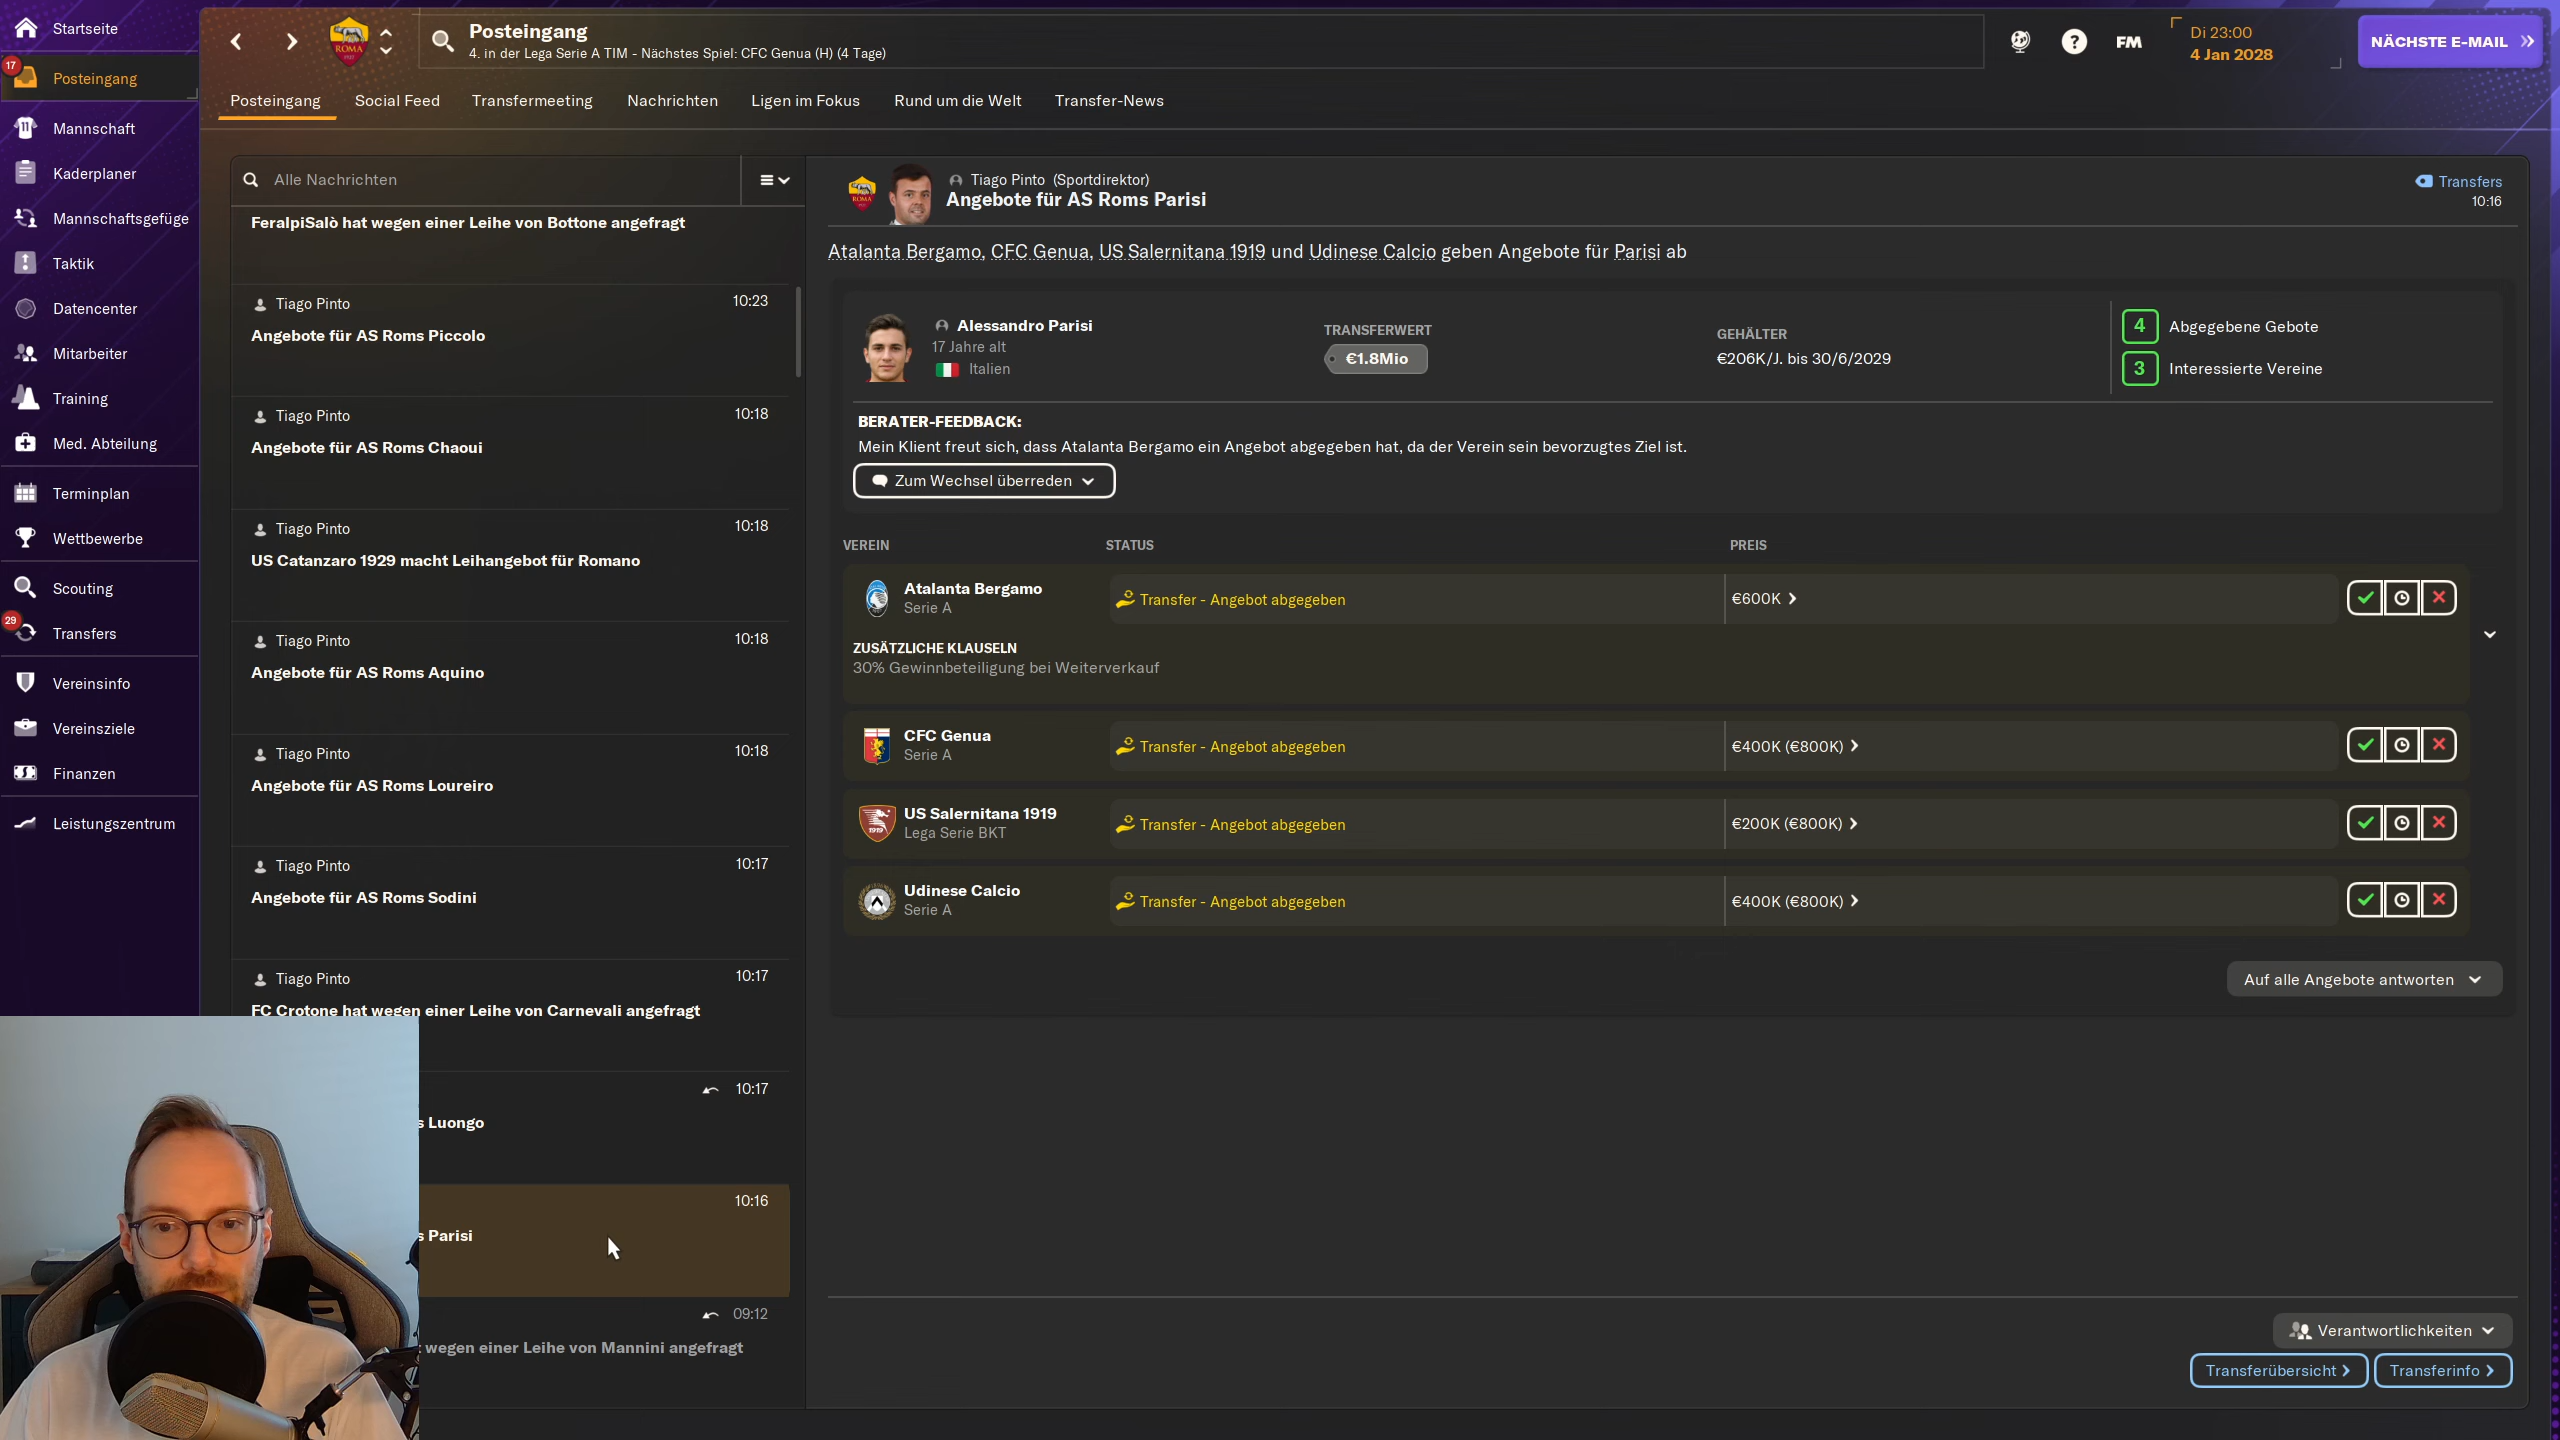 Startseite
17
Posteingang
Mannschaft
Kaderplaner
Mannschaftsgefüge
Taktik
Datencenter
Mitarbeiter
Training
Med. Abteilung
Terminplan
Wettbewerbe
Scouting
29
Transfers
Vereinsinfo
Vereinsziele
Finanzen
Leistungszentrum
ROMA
Posteingang
4. in der Lega Serie A TIM - Nächstes Spiel: CFC Genua (H) (4 Tage)
?
FM
Di 23:00
4 Jan 2028
NÄCHSTE E-MAIL
Posteingang
Social Feed
Transfermeeting
Nachrichten
Ligen im Fokus
Rund um die Welt
Transfer-News
Alle Nachrichten
FeralpiSalò hat wegen einer Leihe von Bottone angefragt
Tiago Pinto 10:23
Angebote für AS Roms Piccolo
Tiago Pinto 10:18
Angebote für AS Roms Chaoui
Tiago Pinto 10:18
US Catanzaro 1929 macht Leihangebot für Romano
Tiago Pinto 10:18
Angebote für AS Roms Aquino
Tiago Pinto 10:18
Angebote für AS Roms Loureiro
Tiago Pinto 10:17
Angebote für AS Roms Sodini
Tiago Pinto 10:17
FC Crotone hat wegen einer Leihe von Carnevali angefragt
10:17
s Luongo
10:16
s Parisi
09:12
wegen einer Leihe von Mannini angefragt
Tiago Pinto (Sportdirektor)
Angebote für AS Roms Parisi
Transfers
10:16
Atalanta Bergamo, CFC Genua, US Salernitana 1919 und Udinese Calcio geben Angebote für Parisi ab
Alessandro Parisi
17 Jahre alt
Italien
TRANSFERWERT
€1.8Mio
GEHÄLTER
€206K/J. bis 30/6/2029
4 Abgegebene Gebote
3 Interessierte Vereine
BERATER-FEEDBACK:
Mein Klient freut sich, dass Atalanta Bergamo ein Angebot abgegeben hat, da der Verein sein bevorzugtes Ziel ist.
Zum Wechsel überreden
VEREIN STATUS PREIS
Atalanta Bergamo
Serie A
Transfer - Angebot abgegeben
€600K
ZUSÄTZLICHE KLAUSELN
30% Gewinnbeteiligung bei Weiterverkauf
CFC Genua
Serie A
Transfer - Angebot abgegeben
€400K (€800K)
US Salernitana 1919
Lega Serie BKT
Transfer - Angebot abgegeben
€200K (€800K)
Udinese Calcio
Serie A
Transfer - Angebot abgegeben
€400K (€800K)
Auf alle Angebote antworten
Verantwortlichkeiten
Transferübersicht
Transferinfo